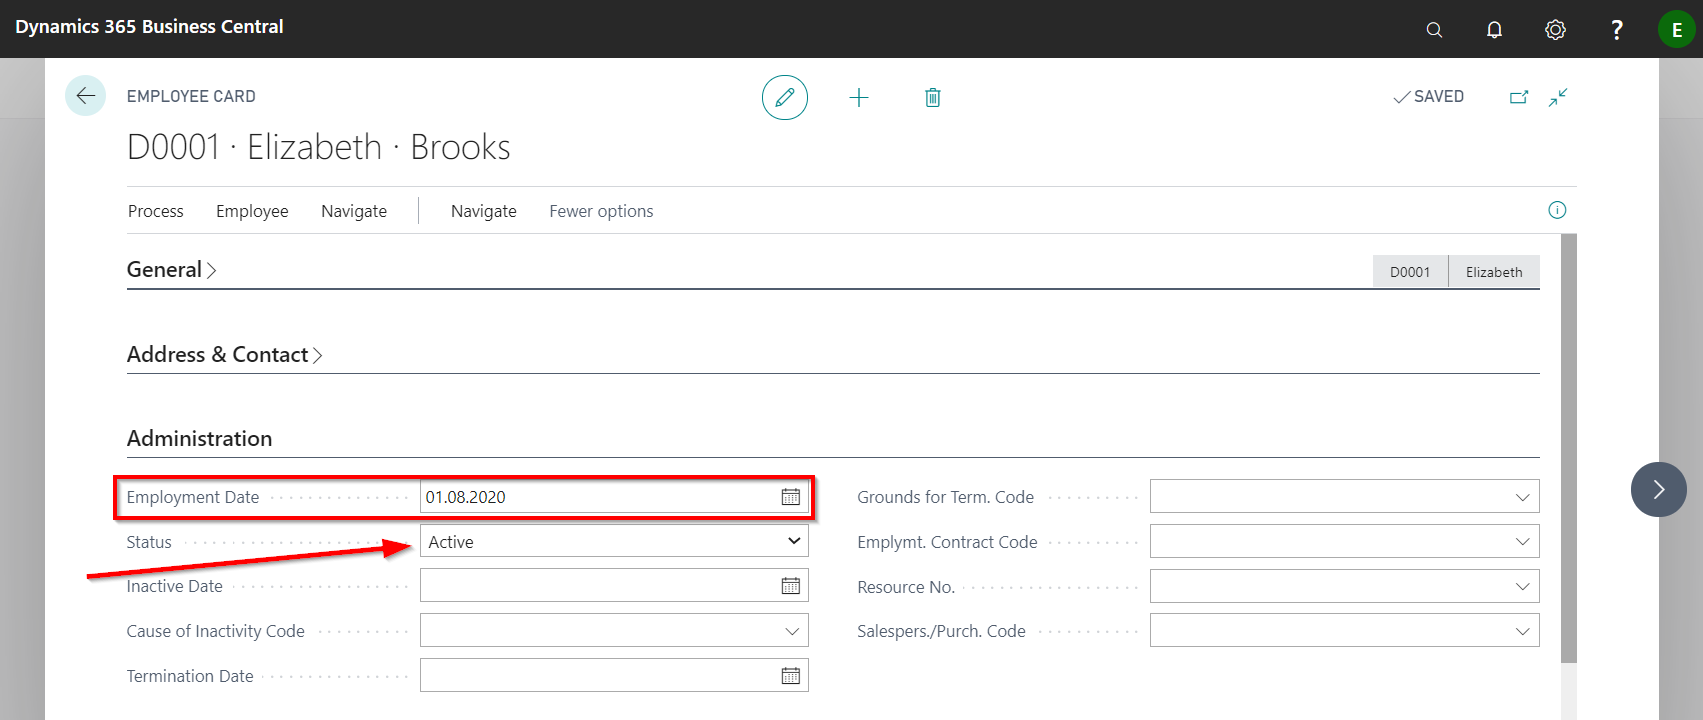 Dynamics 365 Business Central
?
E
EMPLOYEE CARD
SAVED
D0001 · Elizabeth · Brooks
Process
Employee
Navigate
Navigate
Fewer options
General
D0001
Elizabeth
Address & Contact
Administration
Employment Date
01.08.2020
Status
Active
Inactive Date
Cause of Inactivity Code
Termination Date
Grounds for Term. Code
Emplymt. Contract Code
Resource No.
Salespers./Purch. Code